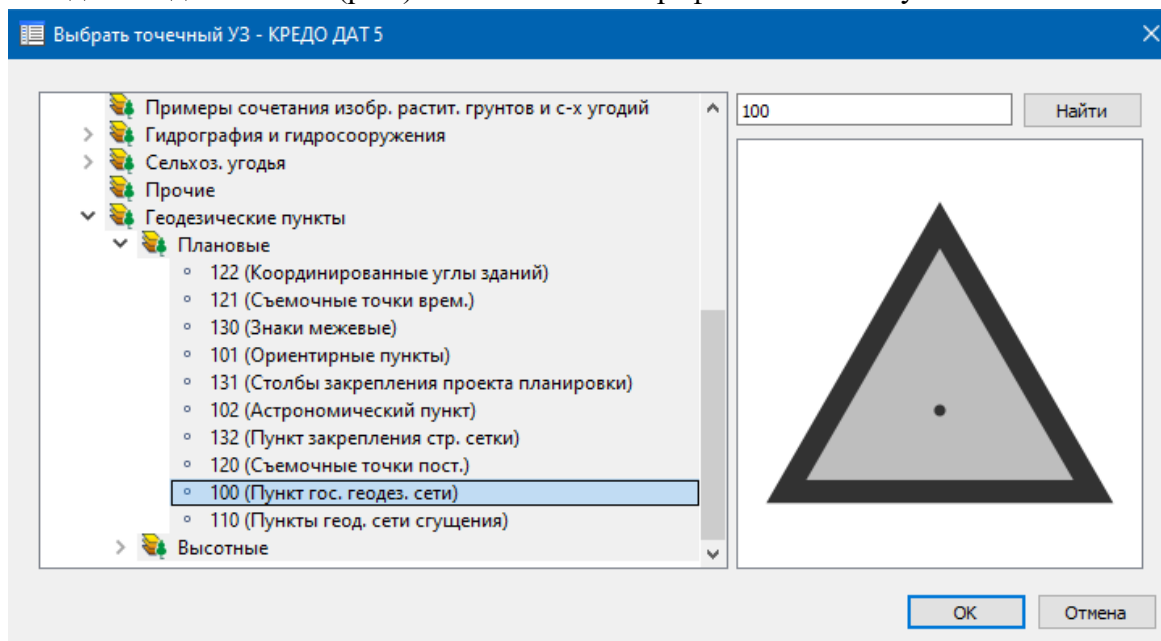 Выбрать точечный УЗ - КРЕДО ДАТ 5
Примеры сочетания изобр. растит. грунтов и с-х угодий
Гидрография и гидросооружения
Сельхоз. угодья
Прочие
Геодезические пункты
Плановые
122 (Координированные углы зданий)
121 (Съемочные точки врем.)
130 (Знаки межевые)
101 (Ориентирные пункты)
131 (Столбы закрепления проекта планировки)
102 (Астрономический пункт)
132 (Пункт закрепления стр. сетки)
120 (Съемочные точки пост.)
100 (Пункт гос. геодез. сети)
110 (Пункты геод. сети сгущения)
Высотные
100
Найти
OK
Отмена